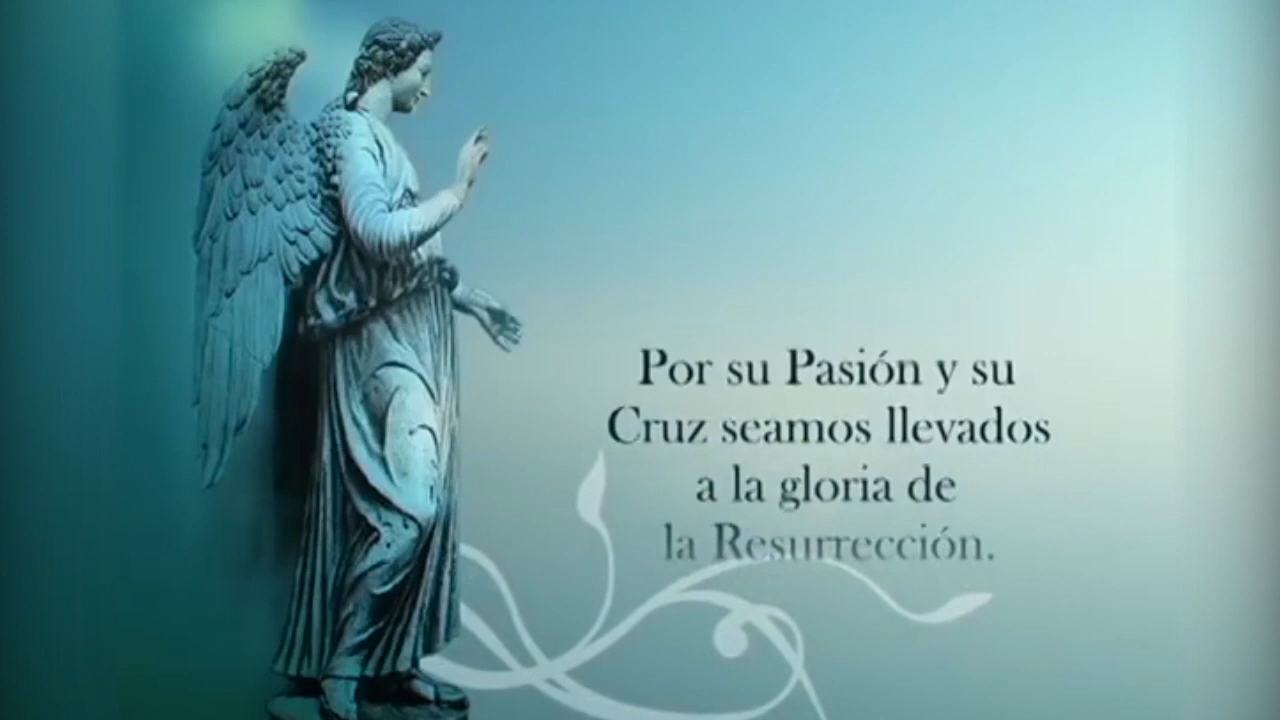 Por su Pasión y su
Cruz seamos llevados
a la gloria de
la Resurrección.